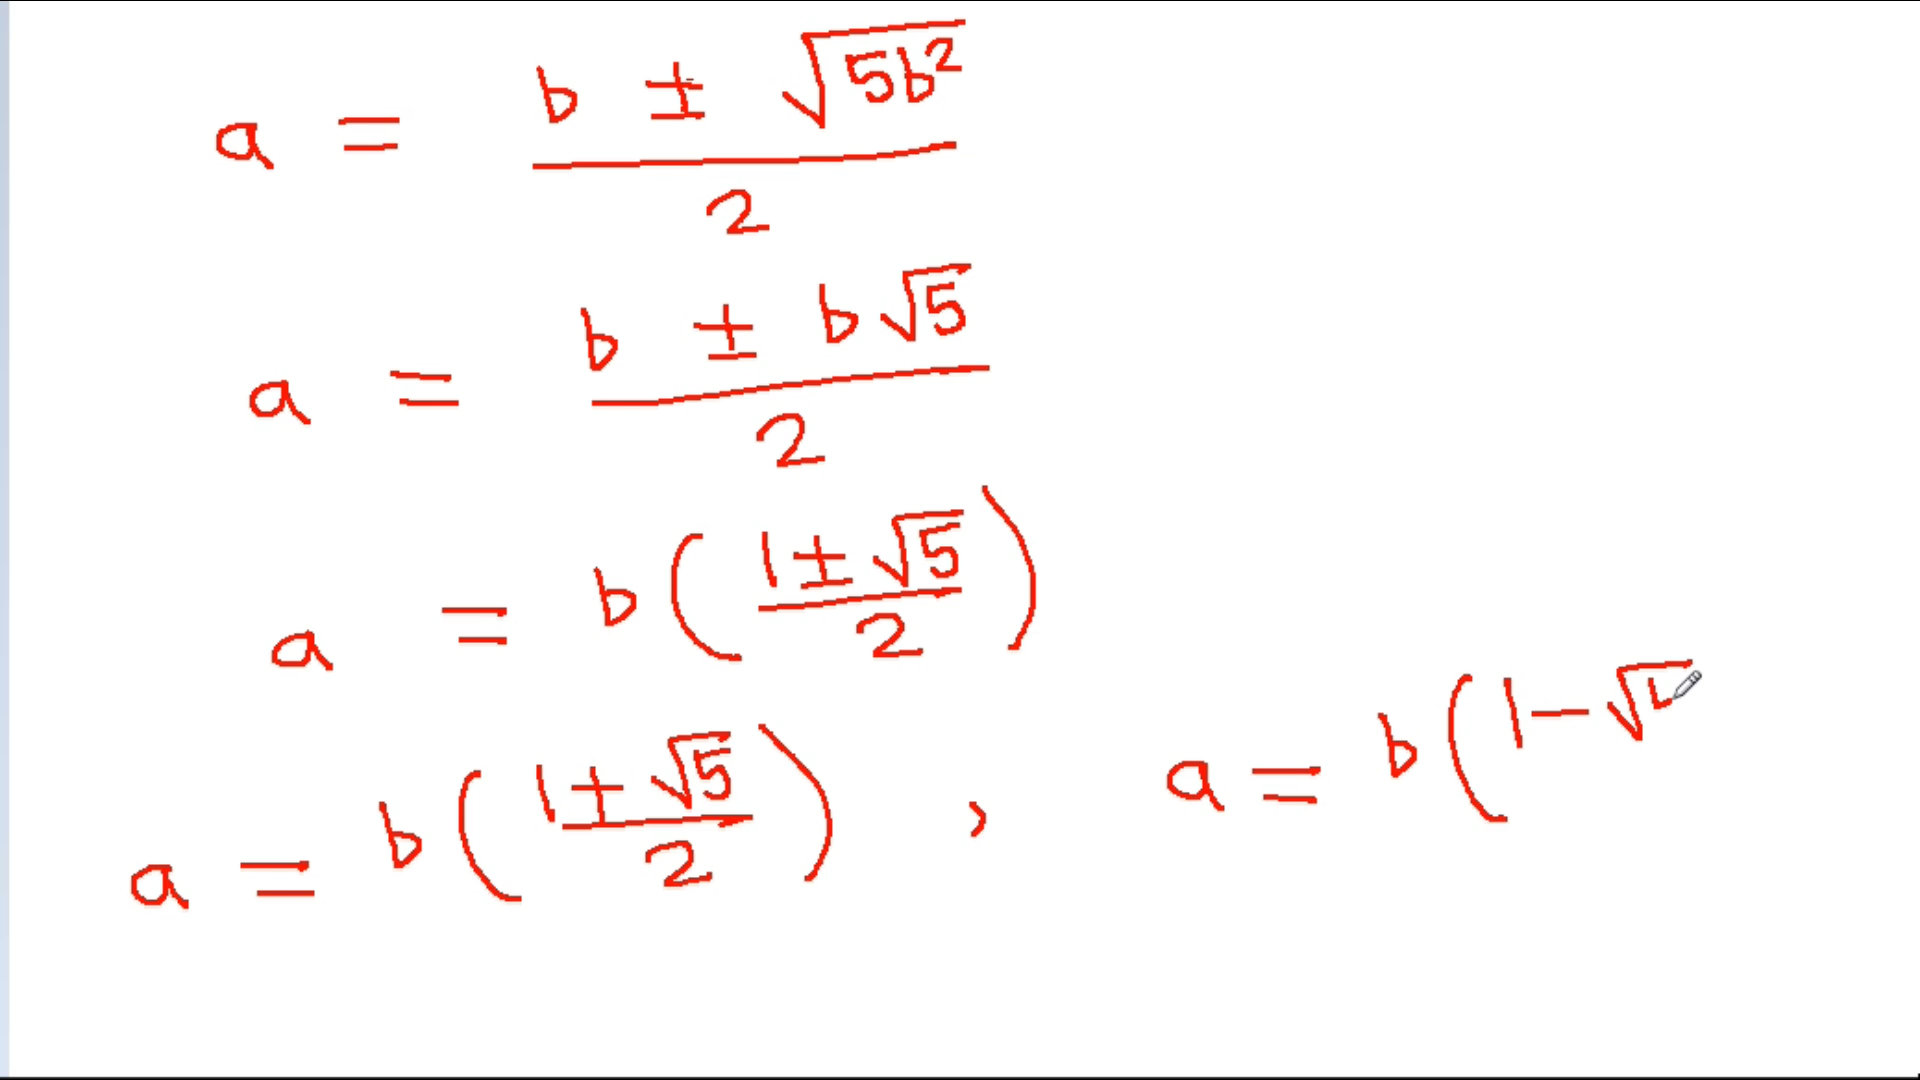 a = (b ± √(5b²))/2
a = (b ± b√5)/2
a = b((1 ± √5)/2)
a = b((1 ± √5)/2) , a = b(1 − √